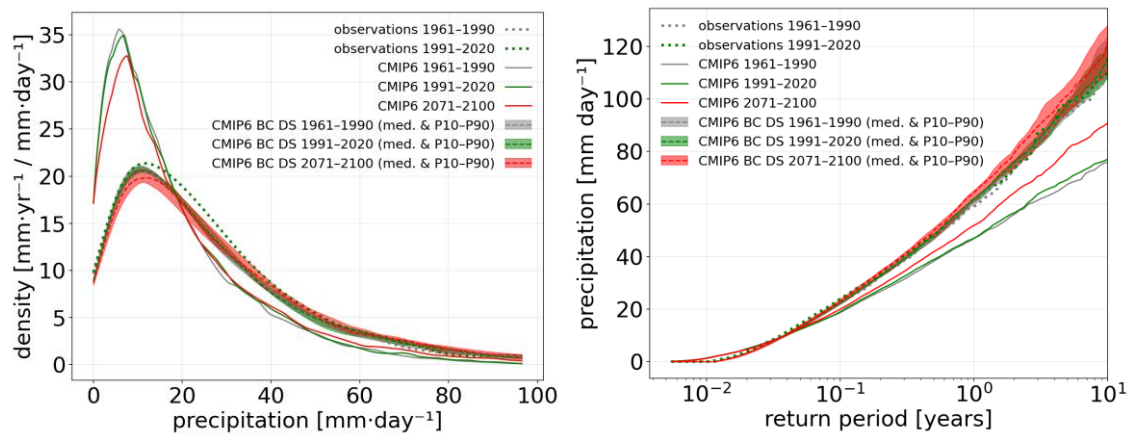 observations 1961–1990
observations 1991–2020
CMIP6 1961–1990
CMIP6 1991–2020
CMIP6 2071–2100
CMIP6 BC DS 1961–1990 (med. & P10–P90)
CMIP6 BC DS 1991–2020 (med. & P10–P90)
CMIP6 BC DS 2071–2100 (med. & P10–P90)
35
30
25
20
15
10
5
0
density [mm·yr⁻¹ / mm·day⁻¹]
0 20 40 60 80 100
precipitation [mm·day⁻¹]
observations 1961–1990
observations 1991–2020
CMIP6 1961–1990
CMIP6 1991–2020
CMIP6 2071–2100
CMIP6 BC DS 1961–1990 (med. & P10–P90)
CMIP6 BC DS 1991–2020 (med. & P10–P90)
CMIP6 BC DS 2071–2100 (med. & P10–P90)
120
100
80
60
40
20
0
precipitation [mm day⁻¹]
10⁻² 10⁻¹ 10⁰ 10¹
return period [years]